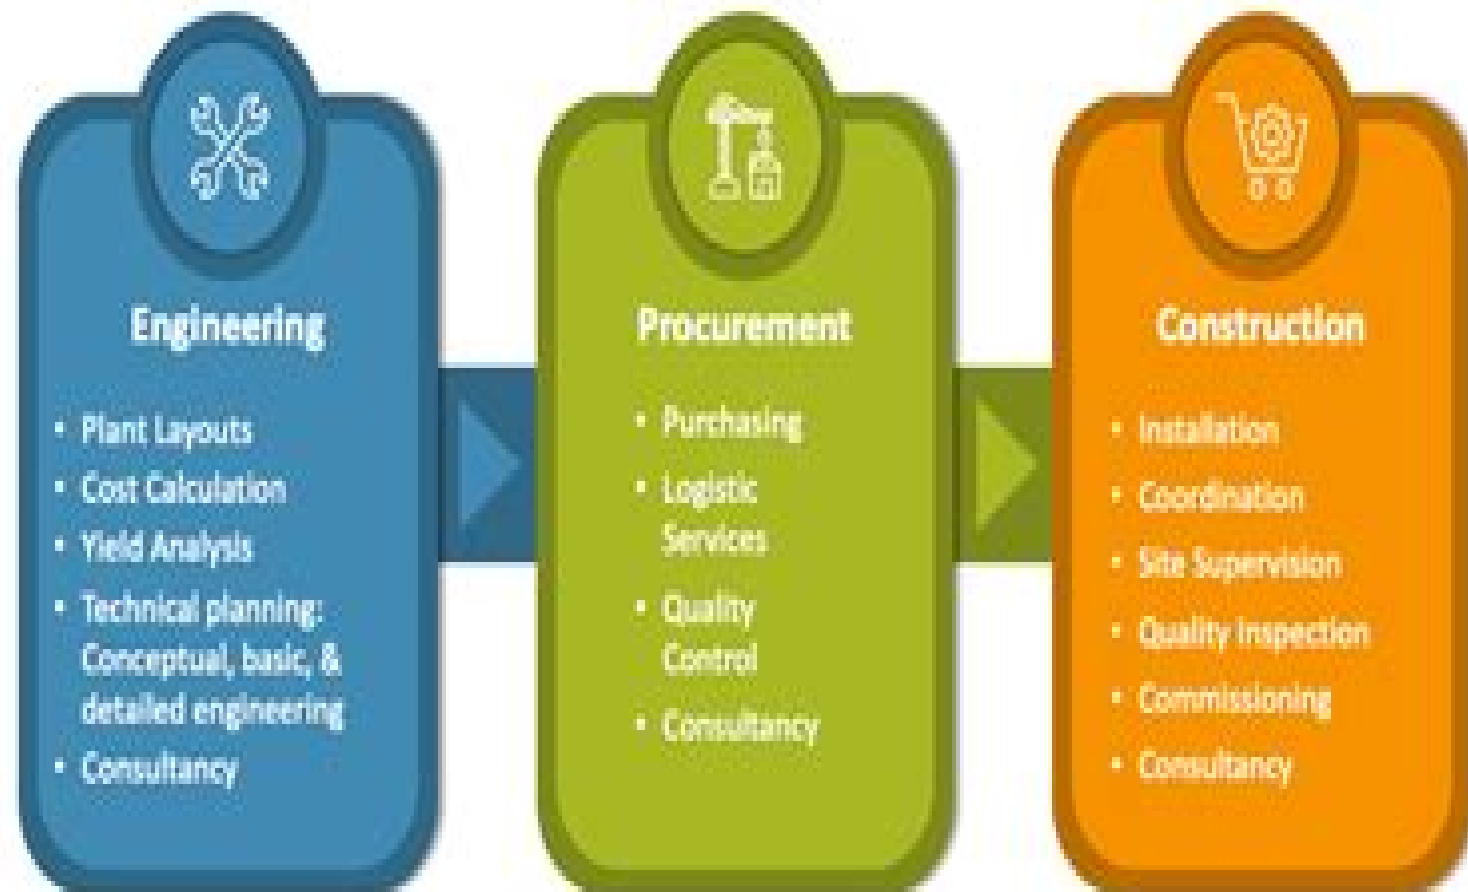 Engineering
• Plant Layouts
• Cost Calculation
• Yield Analysis
• Technical planning:
Conceptual, basic, &
detailed engineering
• Consultancy
Procurement
• Purchasing
• Logistic
Services
• Quality
Control
• Consultancy
Construction
• Installation
• Coordination
• Site Supervision
• Quality Inspection
• Commissioning
• Consultancy